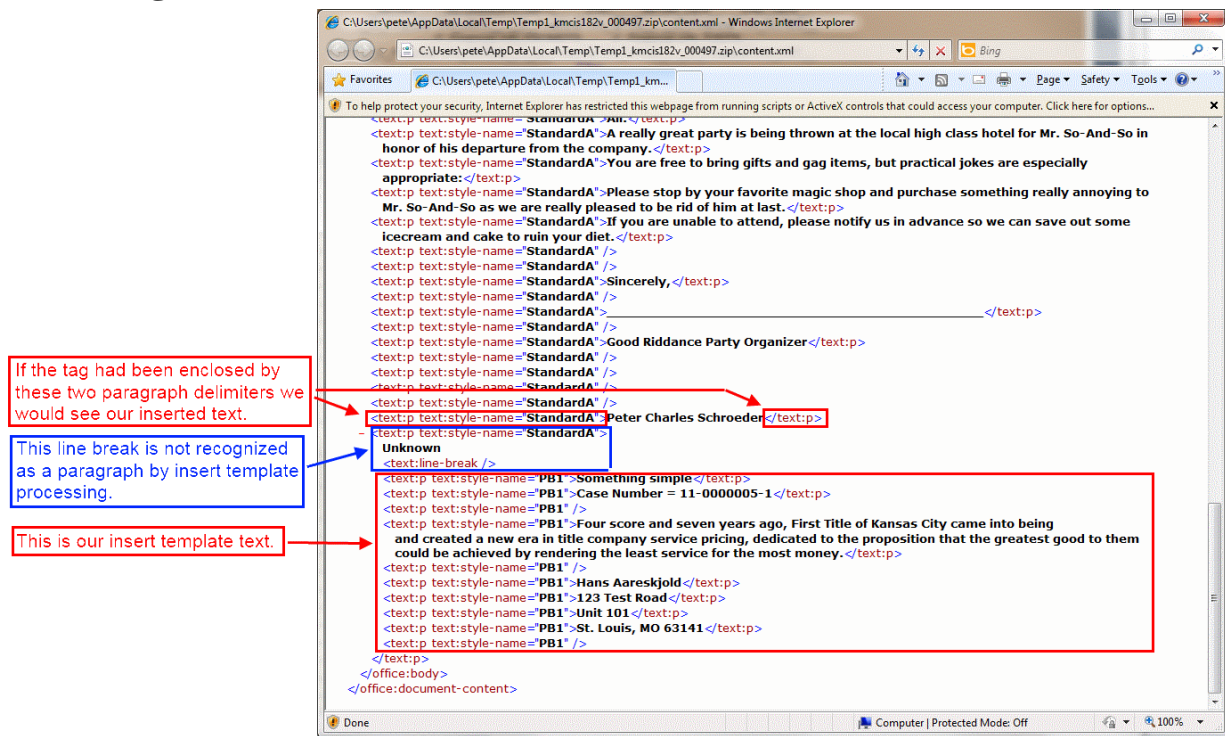 C:\Users\pete\AppData\Local\Temp\Temp1_kmcis182v_000497.zip\content.xml - Windows Internet Explorer
C:\Users\pete\AppData\Local\Temp\Temp1_kmcis182v_000497.zip\content.xml
Bing
Favorites
C:\Users\pete\AppData\Local\Temp\Temp1_km...
Page
Safety
Tools
To help protect your security, Internet Explorer has restricted this webpage from running scripts or ActiveX controls that could access your computer. Click here for options...
<text:p text:style-name="StandardA">All.</text:p>
<text:p text:style-name="StandardA">A really great party is being thrown at the local high class hotel for Mr. So-And-So in
honor of his departure from the company.</text:p>
<text:p text:style-name="StandardA">You are free to bring gifts and gag items, but practical jokes are especially
appropriate:</text:p>
<text:p text:style-name="StandardA">Please stop by your favorite magic shop and purchase something really annoying to
Mr. So-And-So as we are really pleased to be rid of him at last.</text:p>
<text:p text:style-name="StandardA">If you are unable to attend, please notify us in advance so we can save out some
icecream and cake to ruin your diet.</text:p>
<text:p text:style-name="StandardA" />
<text:p text:style-name="StandardA" />
<text:p text:style-name="StandardA">Sincerely,</text:p>
<text:p text:style-name="StandardA" />
<text:p text:style-name="StandardA">________________________________________</text:p>
<text:p text:style-name="StandardA" />
<text:p text:style-name="StandardA">Good Riddance Party Organizer</text:p>
<text:p text:style-name="StandardA" />
<text:p text:style-name="StandardA" />
<text:p text:style-name="StandardA" />
<text:p text:style-name="StandardA" />
<text:p text:style-name="StandardA">Peter Charles Schroeder</text:p>
- <text:p text:style-name="StandardA">
Unknown
<text:line-break />
<text:p text:style-name="PB1">Something simple</text:p>
<text:p text:style-name="PB1">Case Number = 11-0000005-1</text:p>
<text:p text:style-name="PB1" />
<text:p text:style-name="PB1">Four score and seven years ago, First Title of Kansas City came into being
and created a new era in title company service pricing, dedicated to the proposition that the greatest good to them
could be achieved by rendering the least service for the most money.</text:p>
<text:p text:style-name="PB1" />
<text:p text:style-name="PB1">Hans Aareskjold</text:p>
<text:p text:style-name="PB1">123 Test Road</text:p>
<text:p text:style-name="PB1">Unit 101</text:p>
<text:p text:style-name="PB1">St. Louis, MO 63141</text:p>
<text:p text:style-name="PB1" />
</text:p>
</office:body>
</office:document-content>
If the tag had been enclosed by
these two paragraph delimiters we
would see our inserted text.
This line break is not recognized
as a paragraph by insert template
processing.
This is our insert template text.
Done
Computer | Protected Mode: Off
100%